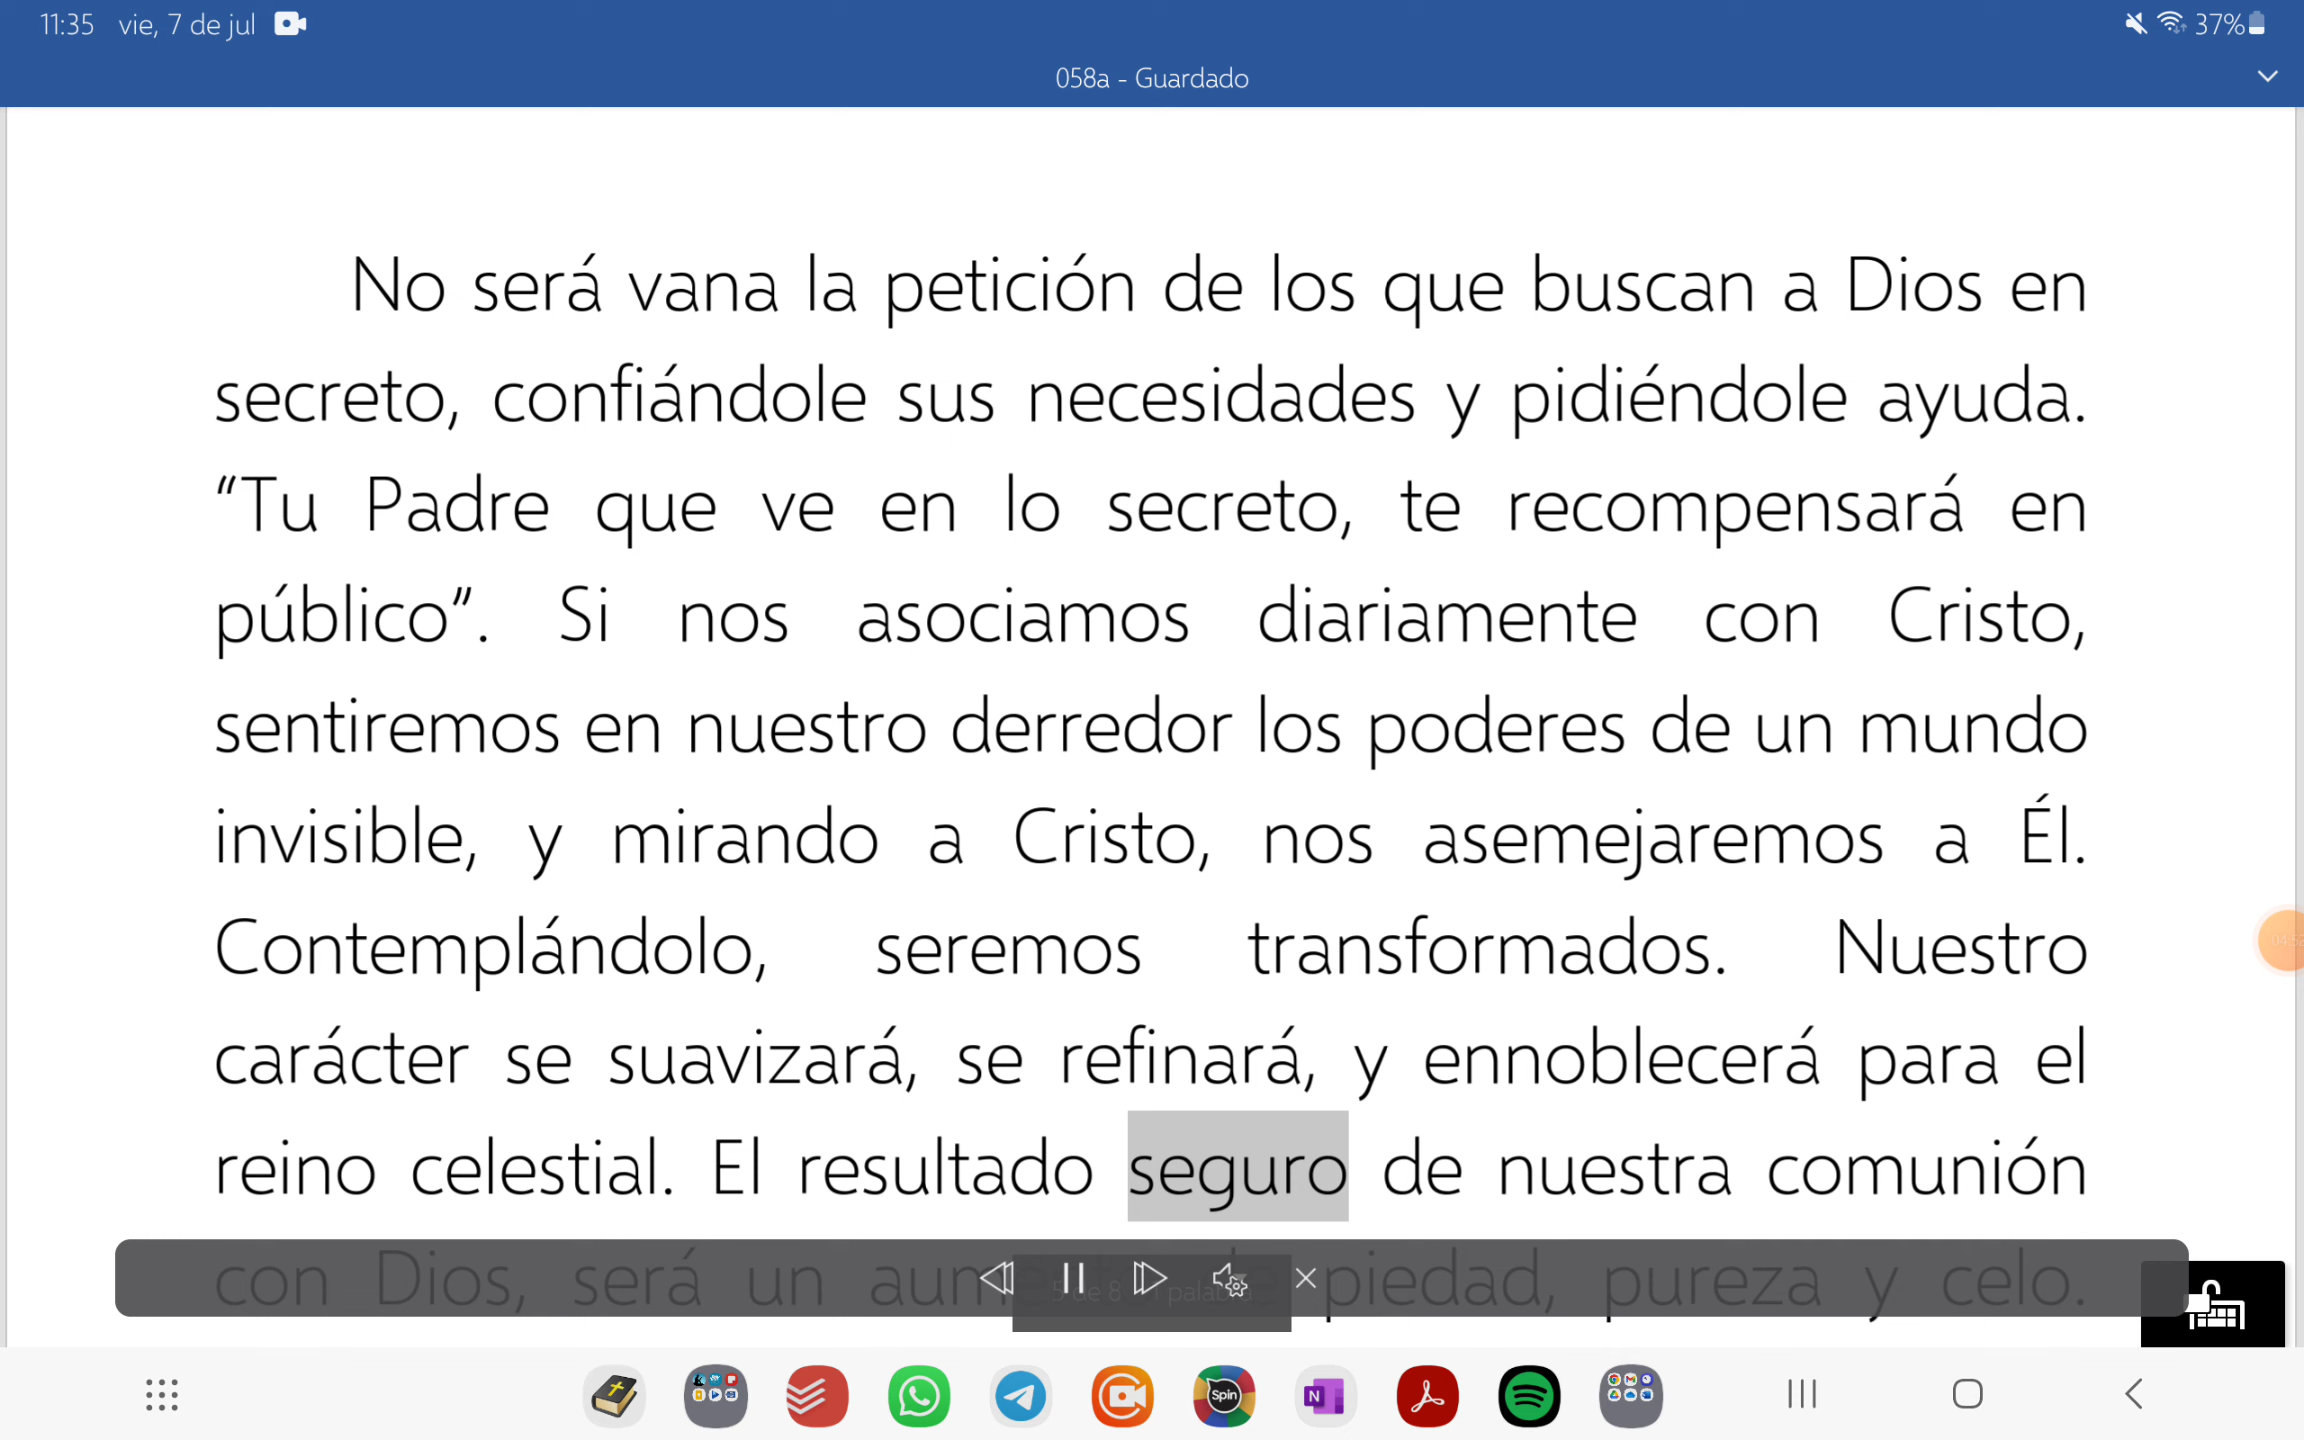 11:35 vie, 7 de jul 37%
058a - Guardado
No será vana la petición de los que buscan a Dios en
secreto, confiándole sus necesidades y pidiéndole ayuda.
“Tu Padre que ve en lo secreto, te recompensará en
público”. Si nos asociamos diariamente con Cristo,
sentiremos en nuestro derredor los poderes de un mundo
invisible, y mirando a Cristo, nos asemejaremos a Él.
Contemplándolo, seremos transformados. Nuestro
carácter se suavizará, se refinará, y ennoblecerá para el
reino celestial. El resultado seguro de nuestra comunión
con Dios, será un piedad, pureza y celo.
5 de 8
Spin
N